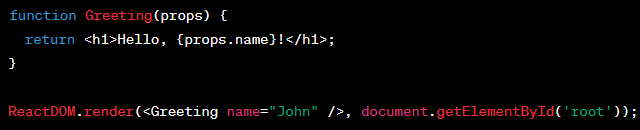 function Greeting(props) {
  return <h1>Hello, {props.name}!</h1>;
}
ReactDOM.render(<Greeting name="John" />, document.getElementById('root'));